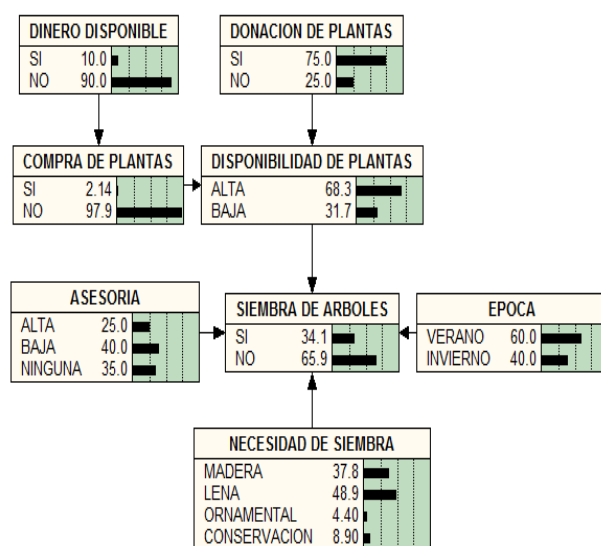 DINERO DISPONIBLE
SI 10.0
NO 90.0
DONACION DE PLANTAS
SI 75.0
NO 25.0
COMPRA DE PLANTAS
SI 2.14
NO 97.9
DISPONIBILIDAD DE PLANTAS
ALTA 68.3
BAJA 31.7
ASESORIA
ALTA 25.0
BAJA 40.0
NINGUNA 35.0
SIEMBRA DE ARBOLES
SI 34.1
NO 65.9
EPOCA
VERANO 60.0
INVIERNO 40.0
NECESIDAD DE SIEMBRA
MADERA 37.8
LENA 48.9
ORNAMENTAL 4.40
CONSERVACION 8.90